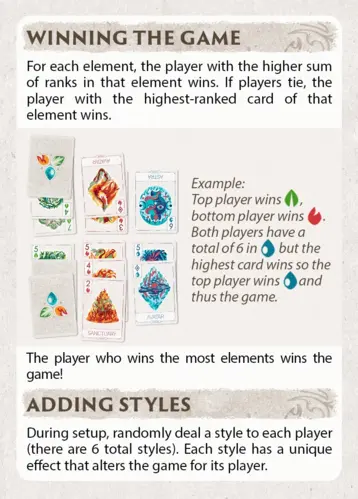 WINNING THE GAME
For each element, the player with the higher sum
of ranks in that element wins. If players tie, the
player with the highest-ranked card of that
element wins.
Example:
Top player wins ,
bottom player wins .
Both players have a
total of 6 in but the
highest card wins so the
top player wins and
thus the game.
SANCTUARY
AVATAR
The player who wins the most elements wins the
game!
ADDING STYLES
During setup, randomly deal a style to each player
(there are 6 total styles). Each style has a unique
effect that alters the game for its player.